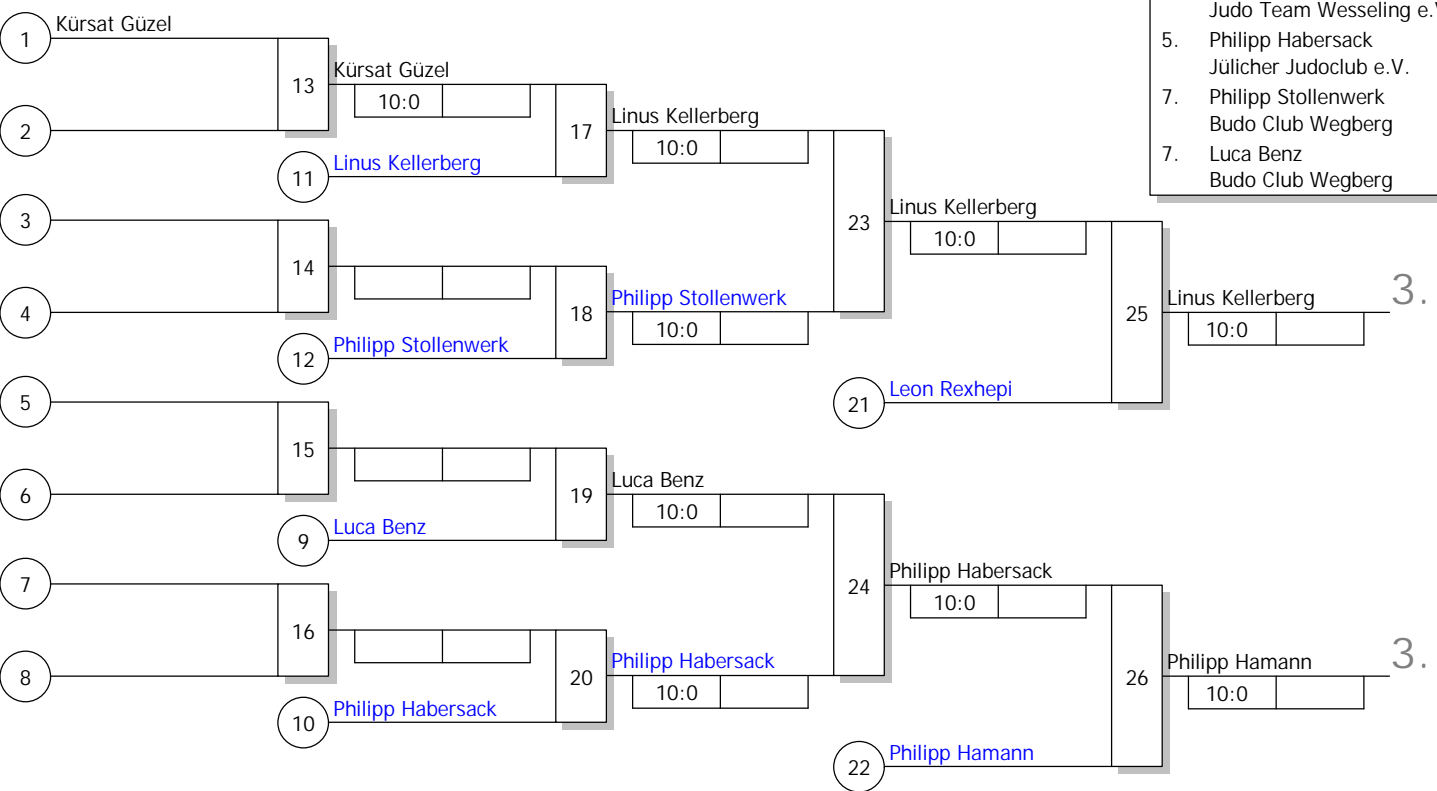 Judo Team Wesseling e.V
5. Philipp Habersack
Jülicher Judoclub e.V.
7. Philipp Stollenwerk
Budo Club Wegberg
7. Luca Benz
Budo Club Wegberg
1 Kürsat Güzel
2
13 Kürsat Güzel
10:0
11 Linus Kellerberg
17 Linus Kellerberg
10:0
3
4
14
12 Philipp Stollenwerk
18 Philipp Stollenwerk
10:0
23 Linus Kellerberg
10:0
21 Leon Rexhepi
25 Linus Kellerberg 3.
10:0
5
6
15
9 Luca Benz
19 Luca Benz
10:0
7
8
16
10 Philipp Habersack
20 Philipp Habersack
10:0
24 Philipp Habersack
10:0
22 Philipp Hamann
26 Philipp Hamann 3.
10:0